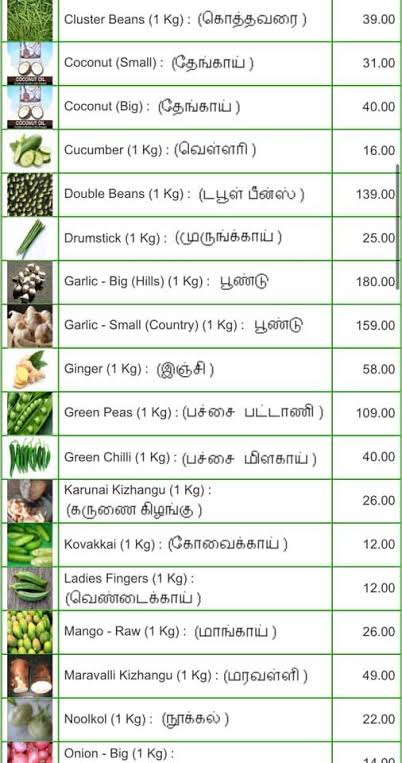 Cluster Beans (1 Kg) : (கொத்தவரை ) 39.00
COCONUT OIL
Coconut (Small) : (தேங்காய் ) 31.00
COCONUT OIL
Coconut (Big) : (தேங்காய் ) 40.00
Cucumber (1 Kg) : (வெள்ளரி ) 16.00
Double Beans (1 Kg) : (டபூள் பீன்ஸ் ) 139.00
Drumstick (1 Kg) : (முருங்க்காய் ) 25.00
Garlic - Big (Hills) (1 Kg) : பூண்டு 180.00
Garlic - Small (Country) (1 Kg) : பூண்டு 159.00
Ginger (1 Kg) : (இஞ்சி ) 58.00
Green Peas (1 Kg) : (பச்சை பட்டாணி ) 109.00
Green Chilli (1 Kg) : (பச்சை மிளகாய் ) 40.00
Karunai Kizhangu (1 Kg) :
(கருணை கிழங்கு ) 26.00
Kovakkai (1 Kg) : (கோவைக்காய் ) 12.00
Ladies Fingers (1 Kg) :
(வெண்டைக்காய் ) 12.00
Mango - Raw (1 Kg) : (மாங்காய் ) 26.00
Maravalli Kizhangu (1 Kg) : (மரவள்ளி ) 49.00
Noolkol (1 Kg) : (நூக்கல் ) 22.00
Onion - Big (1 Kg) :
14.00